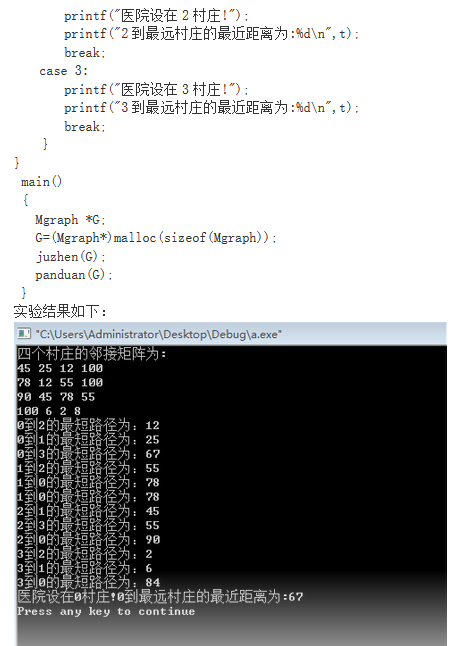 printf("医院设在 2 村庄!");
printf("2 到最远村庄的最近距离为:%d\n",t);
break;
case 3:
printf("医院设在 3 村庄!");
printf("3 到最远村庄的最近距离为:%d\n",t);
break;
}
}
main()
{
Mgraph *G;
G=(Mgraph*)malloc(sizeof(Mgraph));
juzhen(G);
panduan(G);
}
实验结果如下:
"C:\Users\Administrator\Desktop\Debug\a.exe"
四个村庄的邻接矩阵为:
45 25 12 100
78 12 55 100
90 45 78 55
100 6 2 8
0到2的最短路径为: 12
0到1的最短路径为: 25
0到3的最短路径为: 67
1到2的最短路径为: 55
1到0的最短路径为: 78
1到0的最短路径为: 78
2到1的最短路径为: 45
2到3的最短路径为: 55
2到0的最短路径为: 90
3到2的最短路径为: 2
3到1的最短路径为: 6
3到0的最短路径为: 84
医院设在0村庄!0到最远村庄的最近距离为:67
Press any key to continue